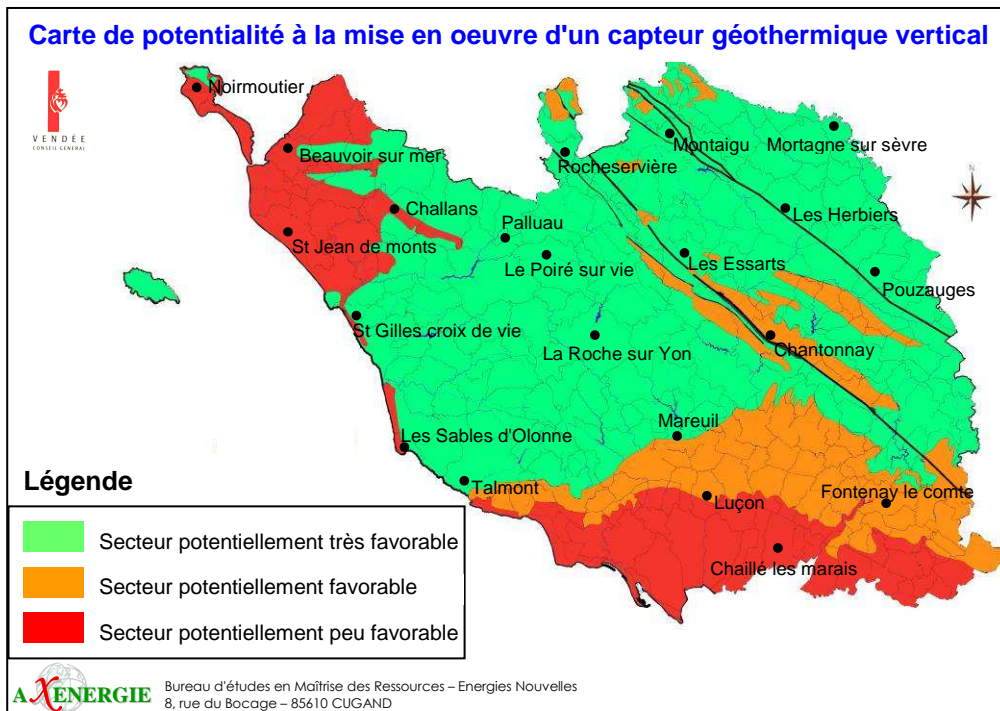 Carte de potentialité à la mise en oeuvre d'un capteur géothermique vertical
VENDÉE
CONSEIL GENERAL
Noirmoutier
Beauvoir sur mer
Challans
St Jean de monts
Palluau
Le Poiré sur vie
Rocheservière
Montaigu
Mortagne sur sèvre
N
Les Herbiers
Les Essarts
Pouzauges
St Gilles croix de vie
La Roche sur Yon
Chantonnay
Les Sables d'Olonne
Mareuil
Talmont
Luçon
Fontenay le comte
Chaillé les marais
Légende
Secteur potentiellement très favorable
Secteur potentiellement favorable
Secteur potentiellement peu favorable
AXENERGIE
Bureau d'études en Maîtrise des Ressources – Energies Nouvelles
8, rue du Bocage – 85610 CUGAND